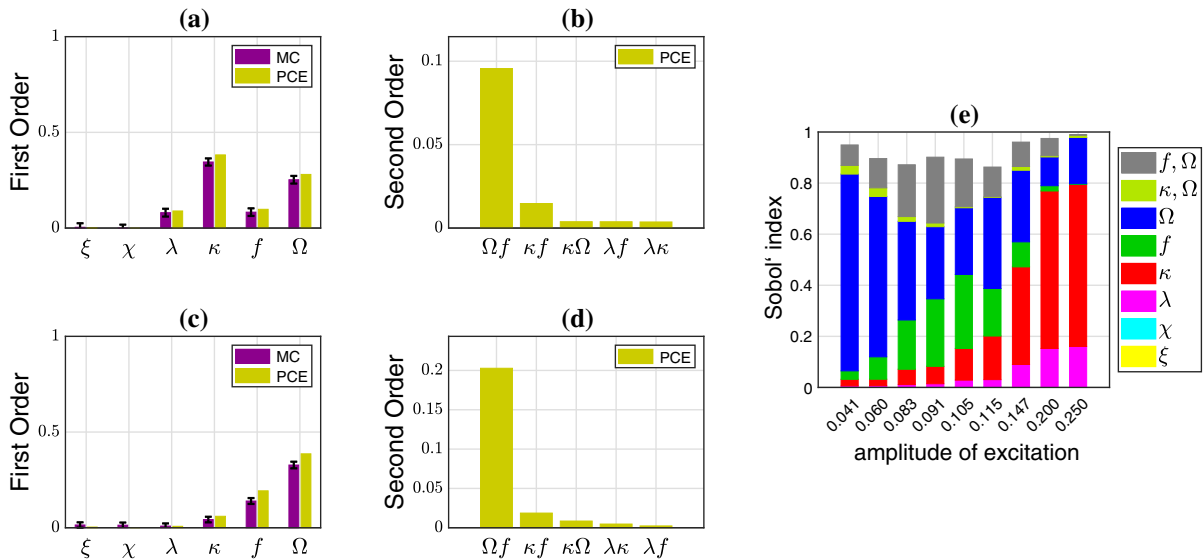 (a)
1
0.5
0
First Order
MC
PCE
ξ χ λ κ f Ω
(b)
0.1
0.05
0
Second Order
PCE
Ωf κf κΩ λf λκ
(c)
1
0.5
0
First Order
MC
PCE
ξ χ λ κ f Ω
(d)
0.2
0.15
0.1
0.05
0
Second Order
PCE
Ωf κf κΩ λκ λf
(e)
1
0.8
0.6
0.4
0.2
0
Sobol‘ index
0.041 0.060 0.083 0.091 0.105 0.115 0.147 0.200 0.250
amplitude of excitation
f, Ω
κ, Ω
Ω
f
κ
λ
χ
ξ